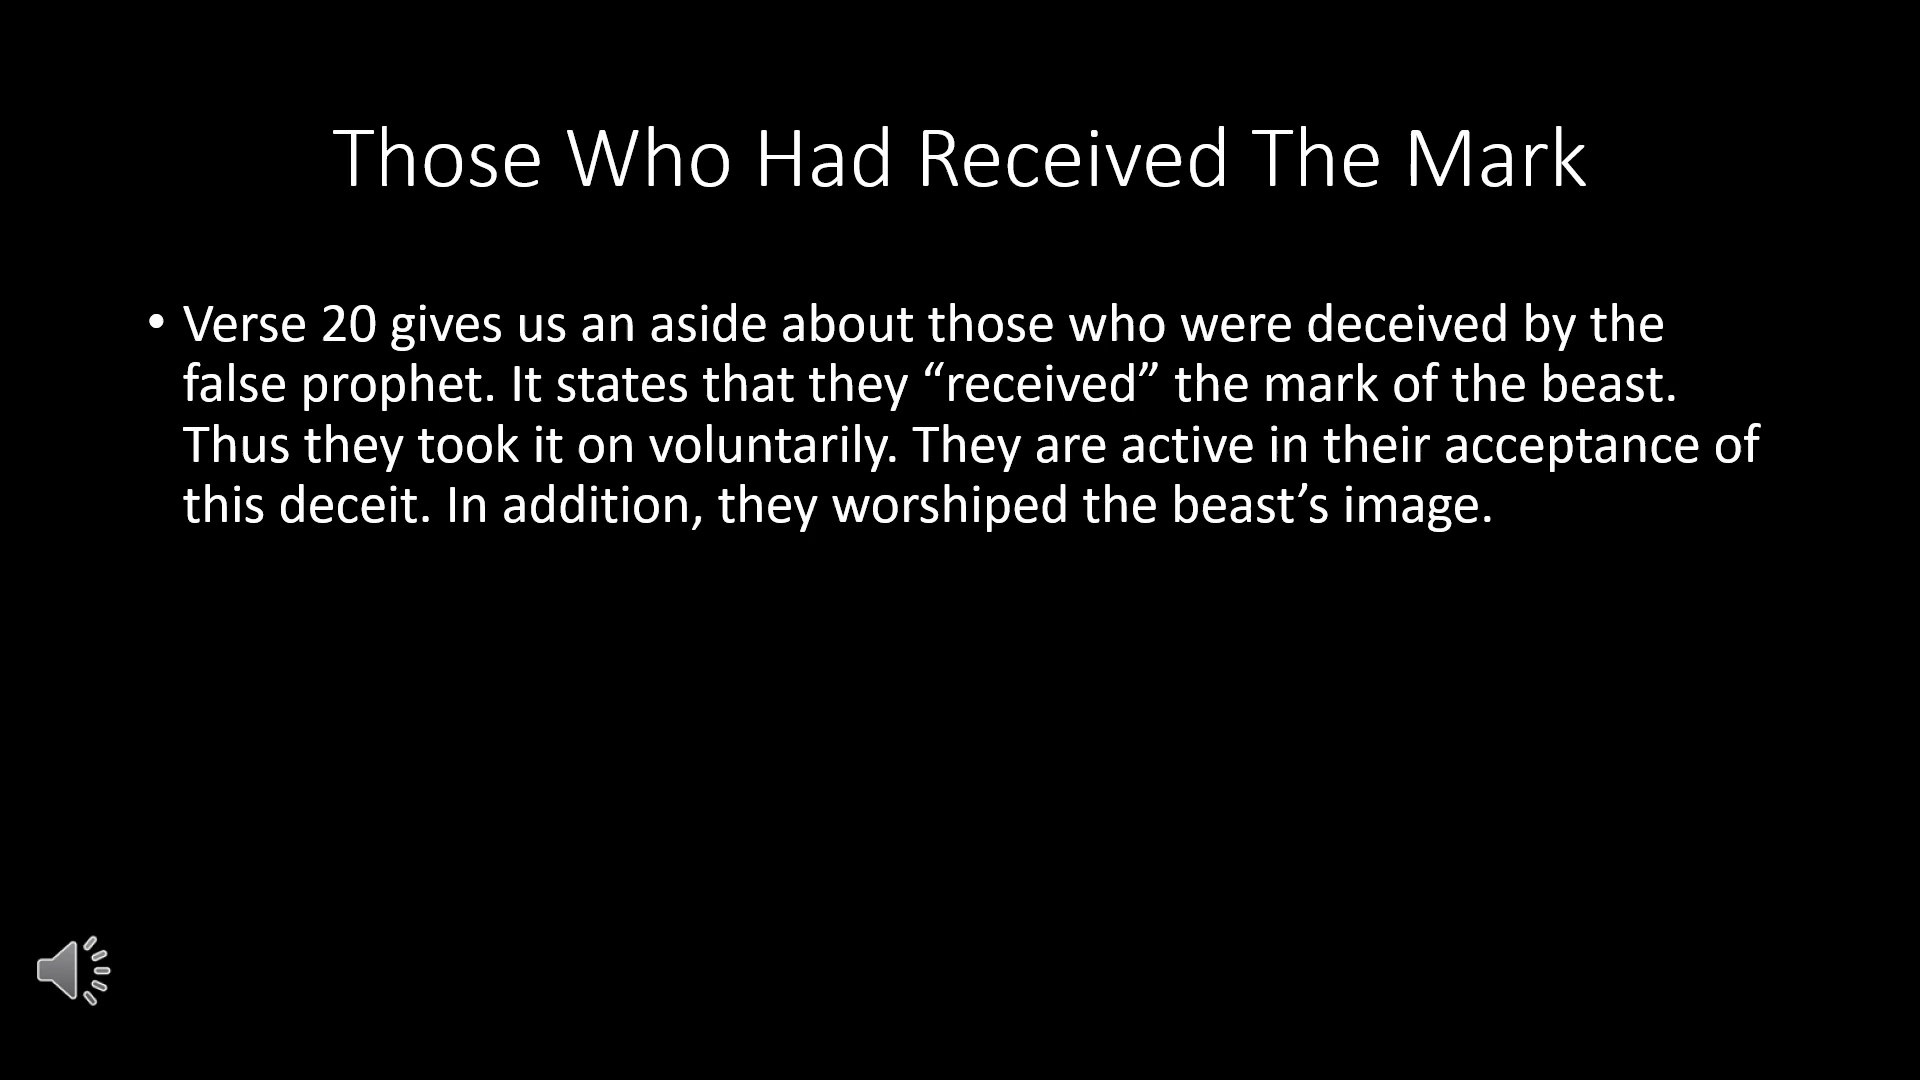 Those Who Had Received The Mark
• Verse 20 gives us an aside about those who were deceived by the
false prophet. It states that they “received” the mark of the beast.
Thus they took it on voluntarily. They are active in their acceptance of
this deceit. In addition, they worshiped the beast’s image.